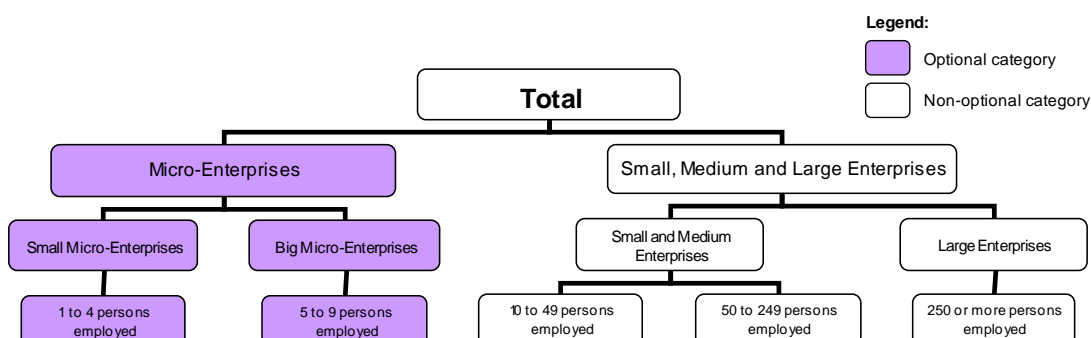 Legend:
Optional category
Non-optional category
Total
Micro-Enterprises
Small, Medium and Large Enterprises
Small Micro-Enterprises
Big Micro-Enterprises
Small and Medium
Enterprises
Large Enterprises
1 to 4 persons
employed
5 to 9 persons
employed
10 to 49 persons
employed
50 to 249 persons
employed
250 or more persons
employed